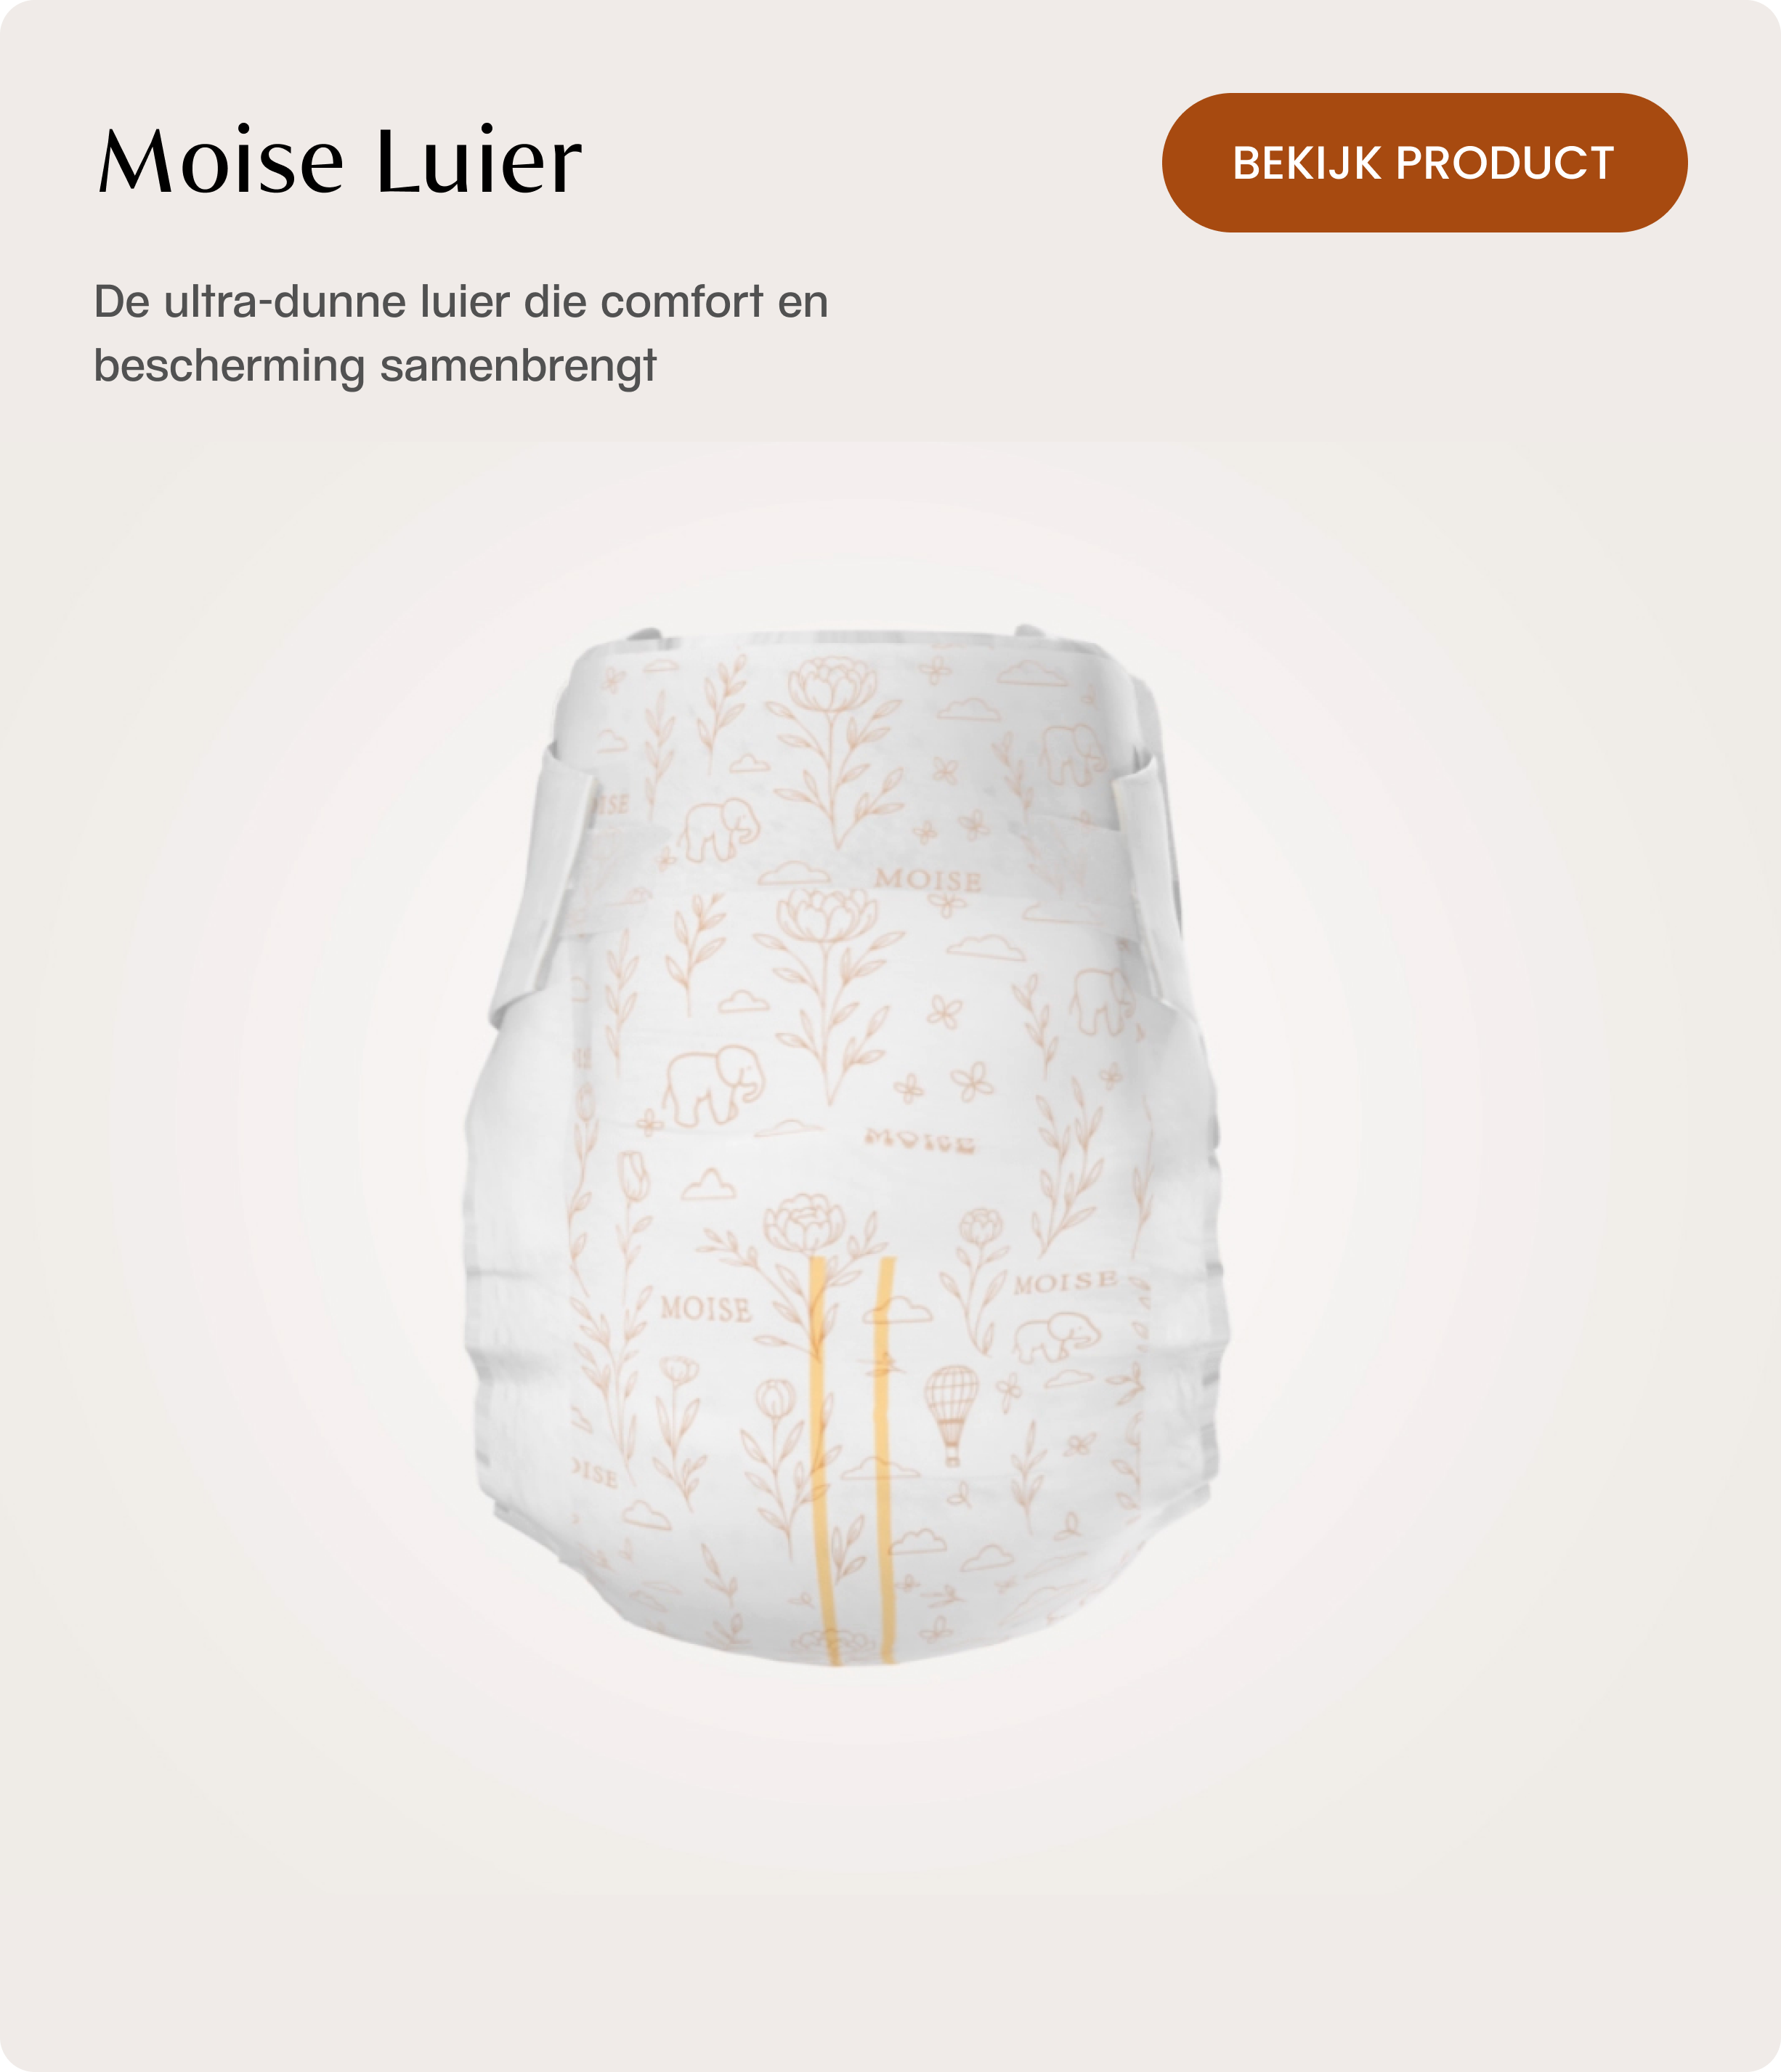 Moise Luier
BEKIJK PRODUCT
De ultra-dunne luier die comfort en
bescherming samenbrengt
MOISE
MOISE
MOISE
MOISE